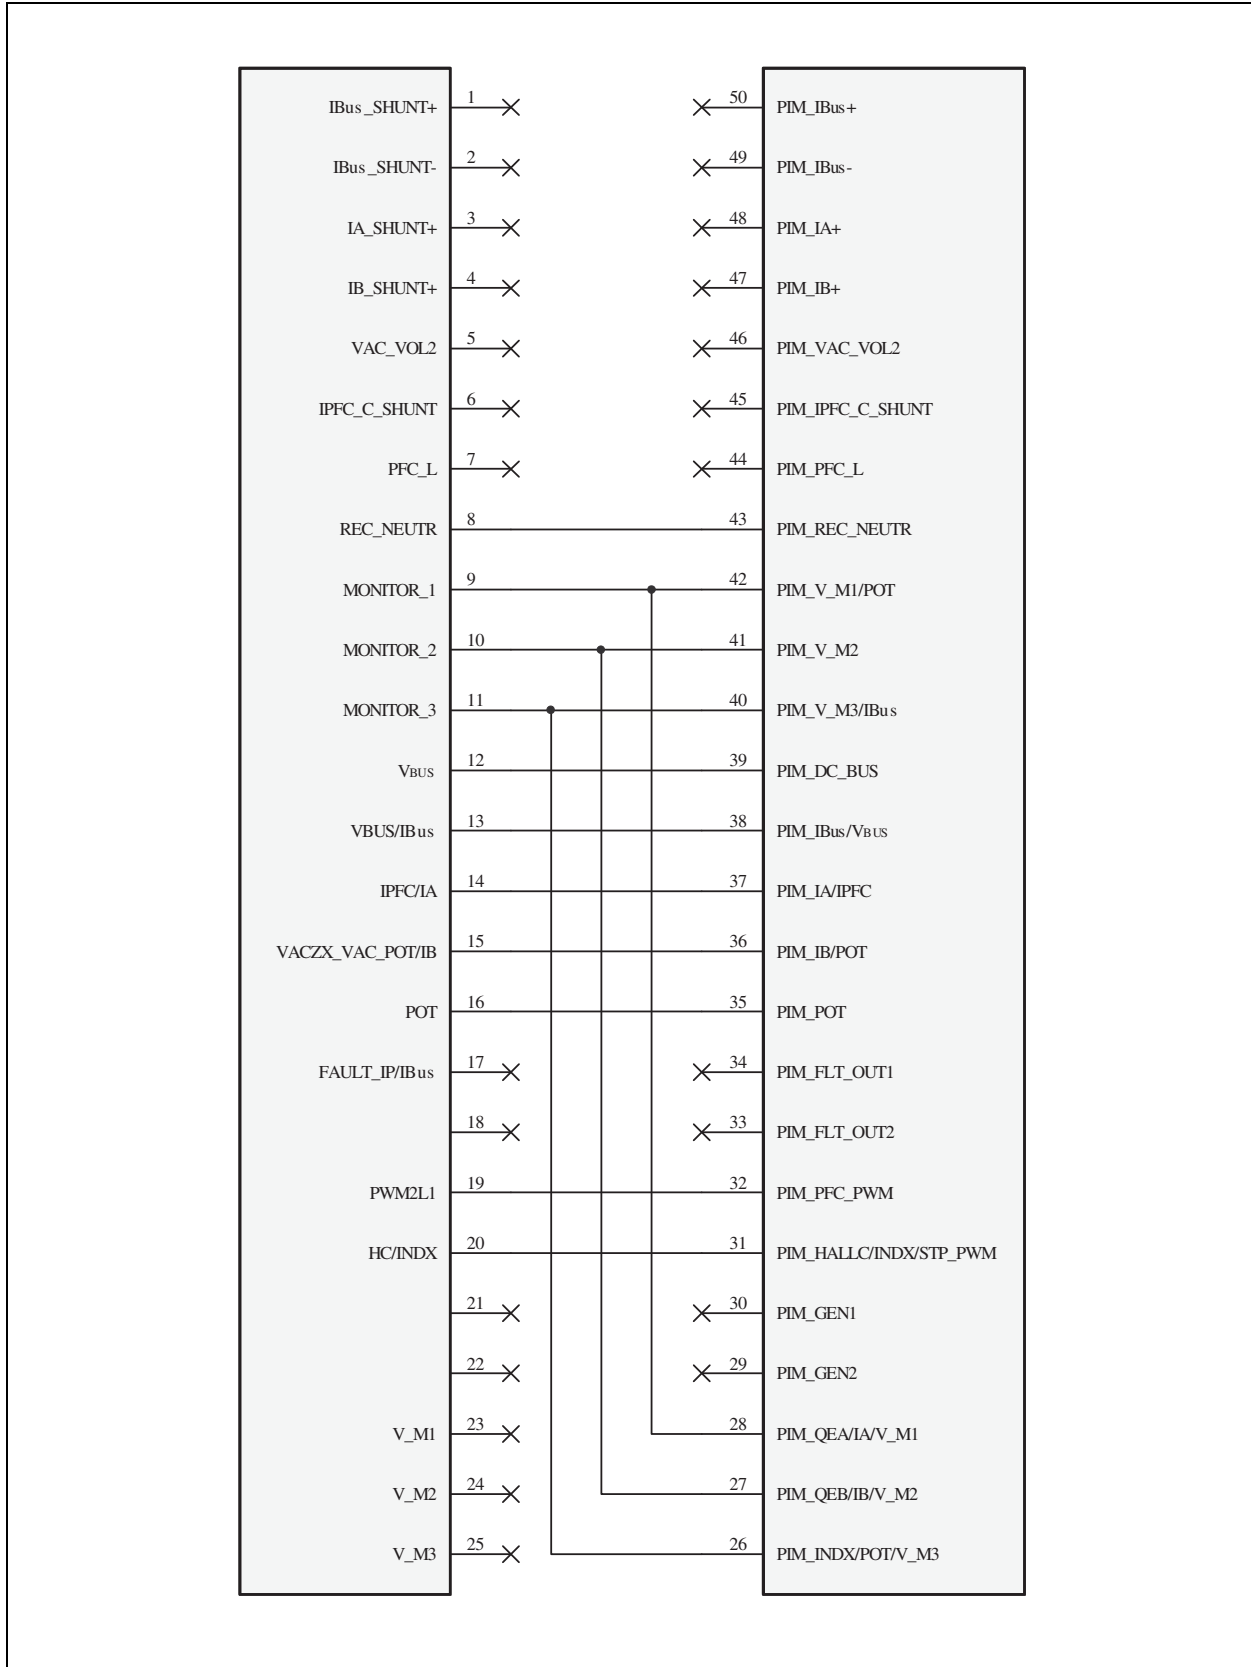 IBus_SHUNT+ 1 50 PIM_IBus+
IBus_SHUNT- 2 49 PIM_IBus-
IA_SHUNT+ 3 48 PIM_IA+
IB_SHUNT+ 4 47 PIM_IB+
VAC_VOL2 5 46 PIM_VAC_VOL2
IPFC_C_SHUNT 6 45 PIM_IPFC_C_SHUNT
PFC_L 7 44 PIM_PFC_L
REC_NEUTR 8 43 PIM_REC_NEUTR
MONITOR_1 9 42 PIM_V_M1/POT
MONITOR_2 10 41 PIM_V_M2
MONITOR_3 11 40 PIM_V_M3/IBus
VBUS 12 39 PIM_DC_BUS
VBUS/IBus 13 38 PIM_IBus/VBUS
IPFC/IA 14 37 PIM_IA/IPFC
VACZX_VAC_POT/IB 15 36 PIM_IB/POT
POT 16 35 PIM_POT
FAULT_IP/IBus 17 34 PIM_FLT_OUT1
18 33 PIM_FLT_OUT2
PWM2L1 19 32 PIM_PFC_PWM
HC/INDX 20 31 PIM_HALLC/INDX/STP_PWM
21 30 PIM_GEN1
22 29 PIM_GEN2
V_M1 23 28 PIM_QEA/IA/V_M1
V_M2 24 27 PIM_QEB/IB/V_M2
V_M3 25 26 PIM_INDX/POT/V_M3